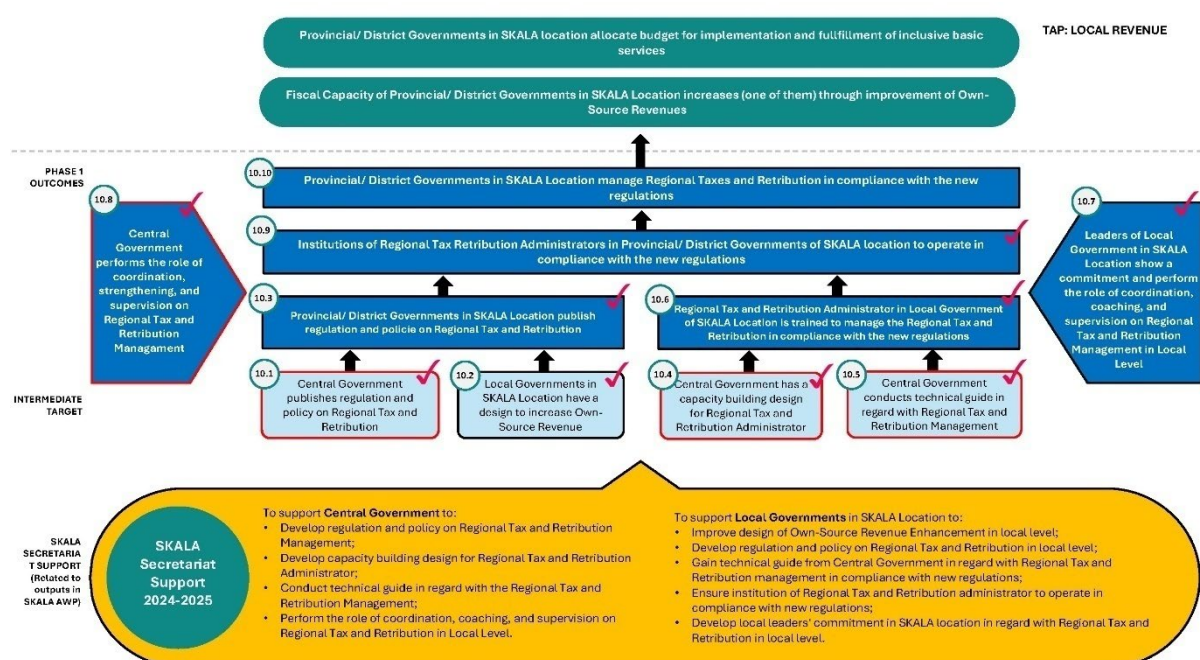 TAP: LOCAL REVENUE
Provincial/ District Governments in SKALA location allocate budget for implementation and fullfillment of inclusive basic
services
Fiscal Capacity of Provincial/ District Governments in SKALA Location increases (one of them) through improvement of Own-
Source Revenues
PHASE 1
OUTCOMES
10.10
Provincial/ District Governments in SKALA Location manage Regional Taxes and Retribution in compliance with the new
regulations
10.8
Central
Government
performs the role of
coordination,
strengthening, and
supervision on
Regional Tax and
Retribution
Managament
10.9
Institutions of Regional Tax Retribution Administrators in Provincial/ District Governments of SKALA location to operate in
compliance with the new regulations
10.7
Leaders of Local
Government in SKALA
Location show a
commitment and perform
the role of coordination,
coaching, and
supervision on Regional
Tax and Retribution
Management in Local
Level
10.3
Provincial/ District Governments in SKALA Location publish
regulation and policie on Regional Tax and Retribution
10.6
Regional Tax and Retribution Administrator in Local Government
of SKALA Location is trained to manage the Regional Tax and
Retribution in compliance with the new regulations
INTERMEDIATE
TARGET
10.1
Central Government
publishes regulation and
policy on Regional Tax and
Retribution
10.2
Local Governments in
SKALA Location have a
design to increase Own-
Source Revenue
10.4
Central Government has a
capacity building design
for Regional Tax and
Retribution Administrator
10.5
Central Government
conducts technical guide in
regard with Regional Tax and
Retribution Management
SKALA
SECRETARIA
T SUPPORT
(Related to
outputs in
SKALA AWP)
SKALA
Secretariat
Support
2024-2025
To support Central Government to:
• Develop regulation and policy on Regional Tax and Retribution
Management;
• Develop capacity building design for Regional Tax and Retribution
Administrator;
• Conduct technical guide in regard with the Regional Tax and
Retribution Management;
• Perform the role of coordination, coaching, and supervision on
Regional Tax and Retribution in Local Level.
To support Local Governments in SKALA Location to:
• Improve design of Own-Source Revenue Enhancement in local level;
• Develop regulation and policy on Regional Tax and Retribution in local level;
• Gain technical guide from Central Government in regard with Regional Tax and
Retribution management in compliance with new regulations;
• Ensure institution of Regional Tax and Retribution administrator to operate in
compliance with new regulations;
• Develop local leaders' commitment in SKALA location in regard with Regional Tax and
Retribution in local level.